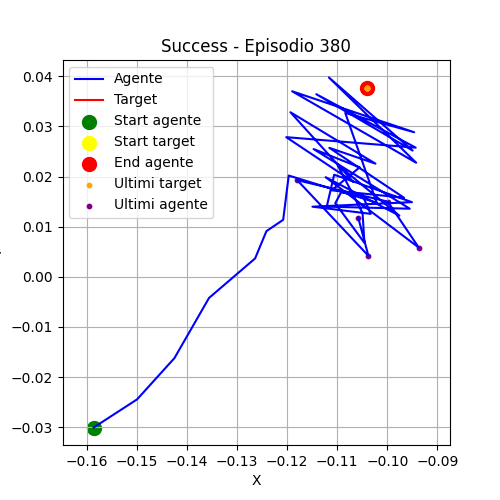 Success - Episodio 380
Agente
Target
Start agente
Start target
End agente
Ultimi target
Ultimi agente
0.04
0.03
0.02
0.01
0.00
−0.01
−0.02
−0.03
−0.16 −0.15 −0.14 −0.13 −0.12 −0.11 −0.10 −0.09
X